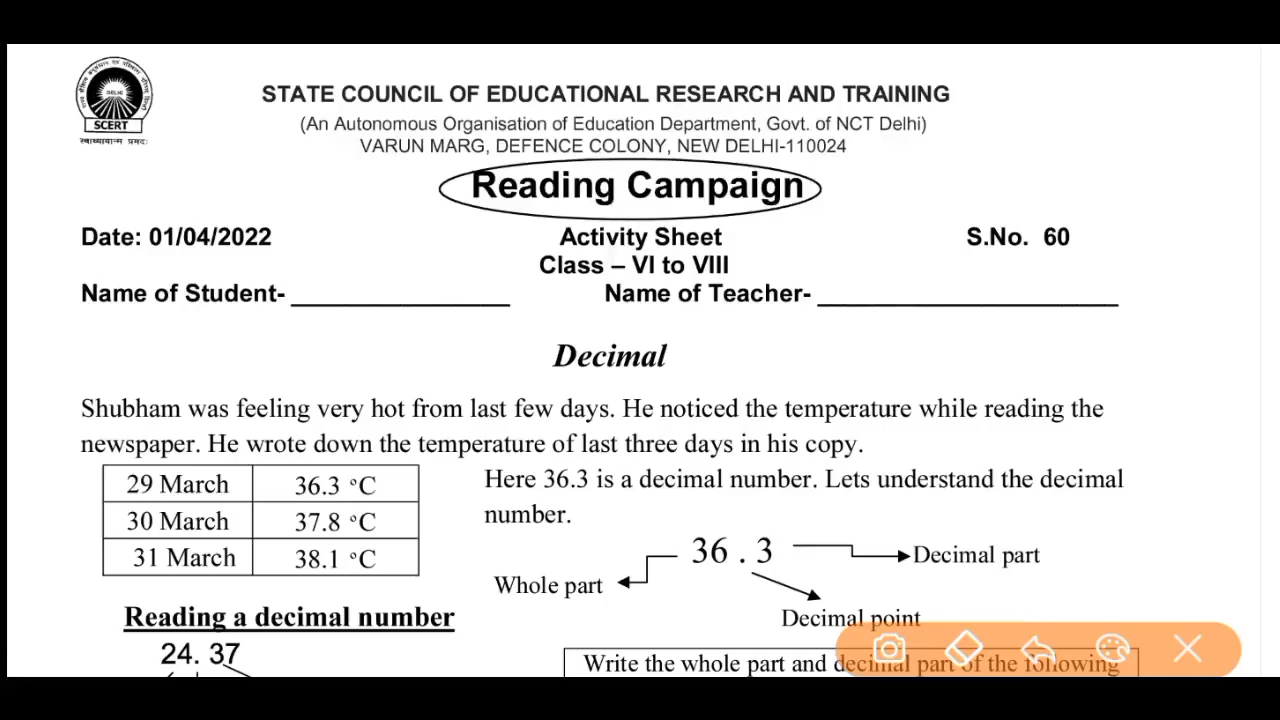 STATE COUNCIL OF EDUCATIONAL RESEARCH AND TRAINING
(An Autonomous Organisation of Education Department, Govt. of NCT Delhi)
VARUN MARG, DEFENCE COLONY, NEW DELHI-110024
DELHI
SCERT
Reading Campaign
Date: 01/04/2022 Activity Sheet S.No. 60
Class – VI to VIII
Name of Student- ________________ Name of Teacher- ______________________
Decimal
Shubham was feeling very hot from last few days. He noticed the temperature while reading the
newspaper. He wrote down the temperature of last three days in his copy.
29 March 36.3 °C
30 March 37.8 °C
31 March 38.1 °C
Here 36.3 is a decimal number. Lets understand the decimal
number.
36 . 3
Decimal part
Whole part
Decimal point
Reading a decimal number
24. 37
Write the whole part and decimal part of the following